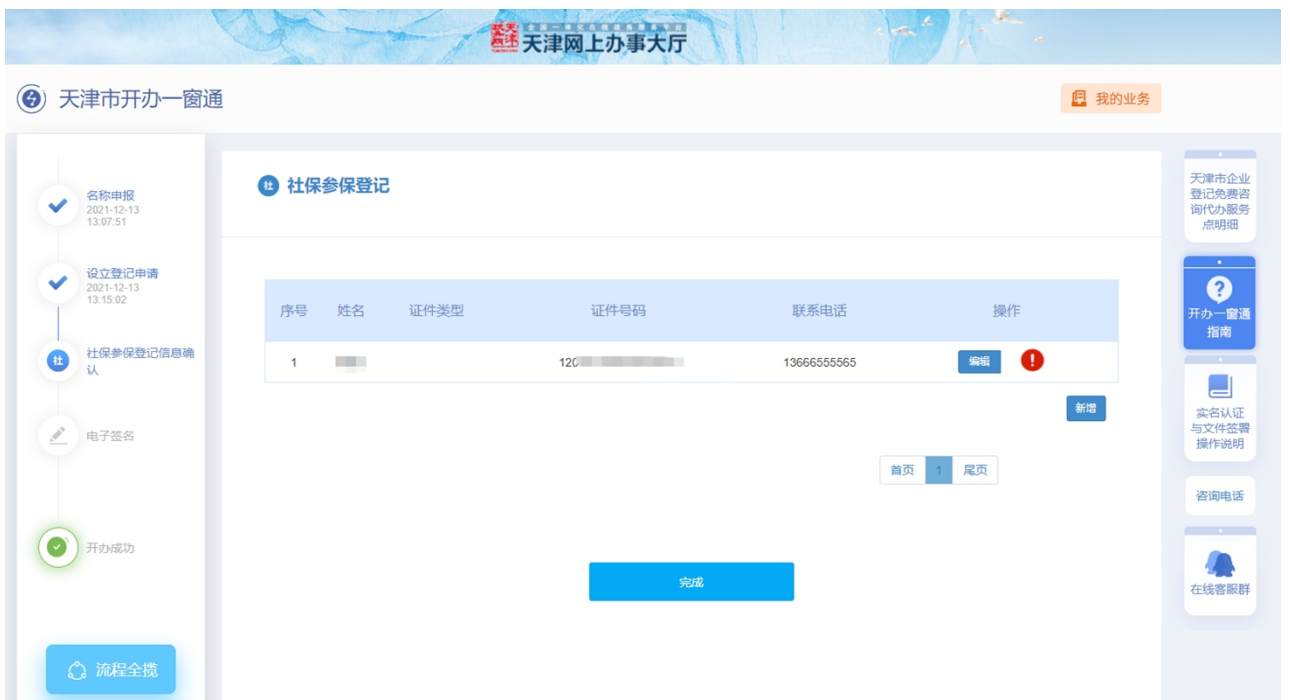 天津网上办事大厅
天津市开办一窗通
我的业务
名称申报
2021-12-13
13:07:51
设立登记申请
2021-12-13
13:15:02
社
社保参保登记信息确
认
电子签名
开办成功
流程全揽
社 社保参保登记
序号 姓名 证件类型 证件号码 联系电话 操作
1 120 13666555565 编辑
新增
首页 1 尾页
完成
天津市企业
登记免费咨
询代办服务
点明细
开办一窗通
指南
实名认证
与文件签署
操作说明
咨询电话
在线客服群